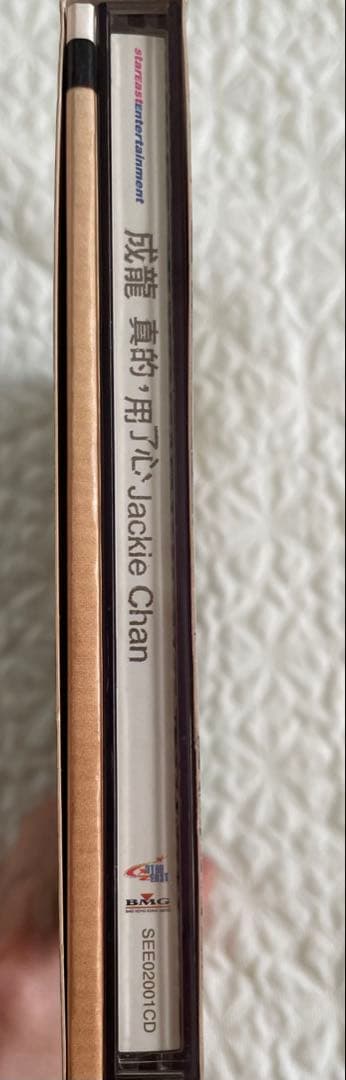 starEastEntertainment
成龍 真的，用了心 Jackie Chan
BMG
SEE02001CD